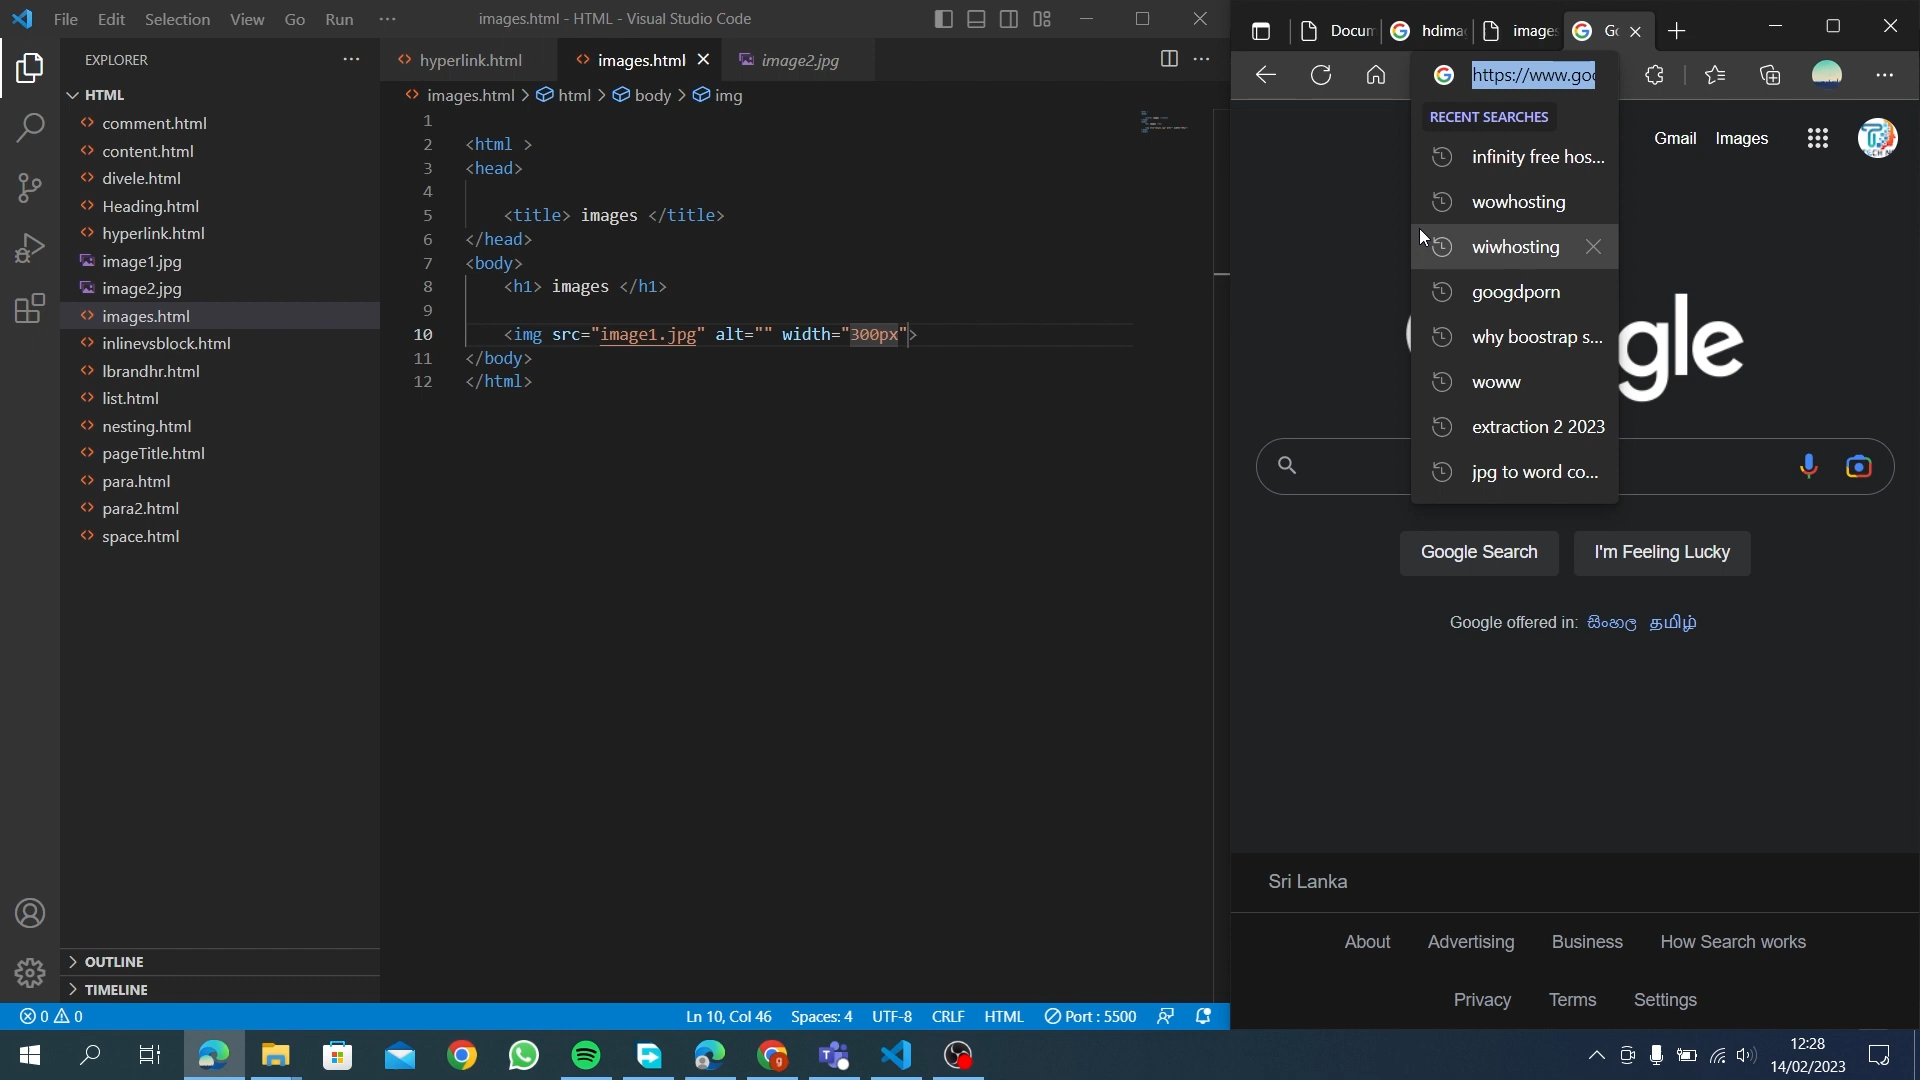 File Edit Selection View Go Run ···
images.html - HTML - Visual Studio Code
EXPLORER
HTML
comment.html
content.html
divele.html
Heading.html
hyperlink.html
image1.jpg
image2.jpg
images.html
inlinevsblock.html
lbrandhr.html
list.html
nesting.html
pageTitle.html
para.html
para2.html
space.html
OUTLINE
TIMELINE
hyperlink.html images.html image2.jpg
images.html > html > body > img
1
2 <html >
3 <head>
4
5 <title> images </title>
6 </head>
7 <body>
8 <h1> images </h1>
9
10 <img src="image1.jpg" alt="" width="300px">
11 </body>
12 </html>
0 0
Ln 10, Col 46 Spaces: 4 UTF-8 CRLF HTML Port : 5500
Docum hdima images Go
https://www.goo
RECENT SEARCHES
infinity free hos...
wowhosting
wiwhosting
googdporn
why boostrap s...
woww
extraction 2 2023
jpg to word co...
Gmail Images
gle
Google Search I'm Feeling Lucky
Google offered in: සිංහල தமிழ்
Sri Lanka
About Advertising Business How Search works
Privacy Terms Settings
12:28
14/02/2023